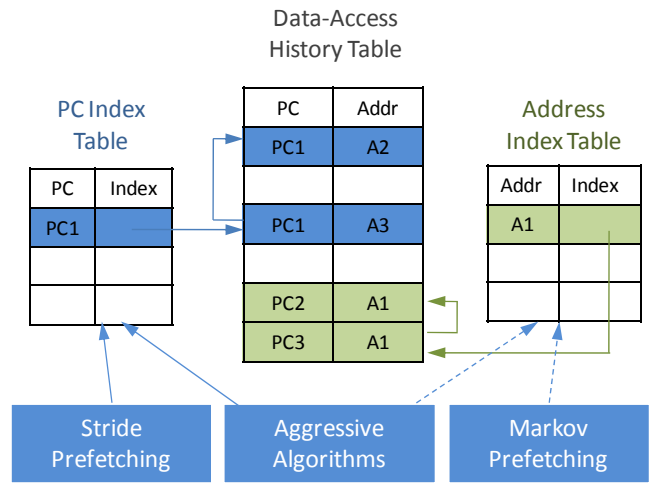 Data-Access
History Table
PC Index
Table
Address
Index Table
PC Addr
PC1 A2
PC1 A3
PC2 A1
PC3 A1
PC Index
PC1
Addr Index
A1
Stride
Prefetching
Aggressive
Algorithms
Markov
Prefetching